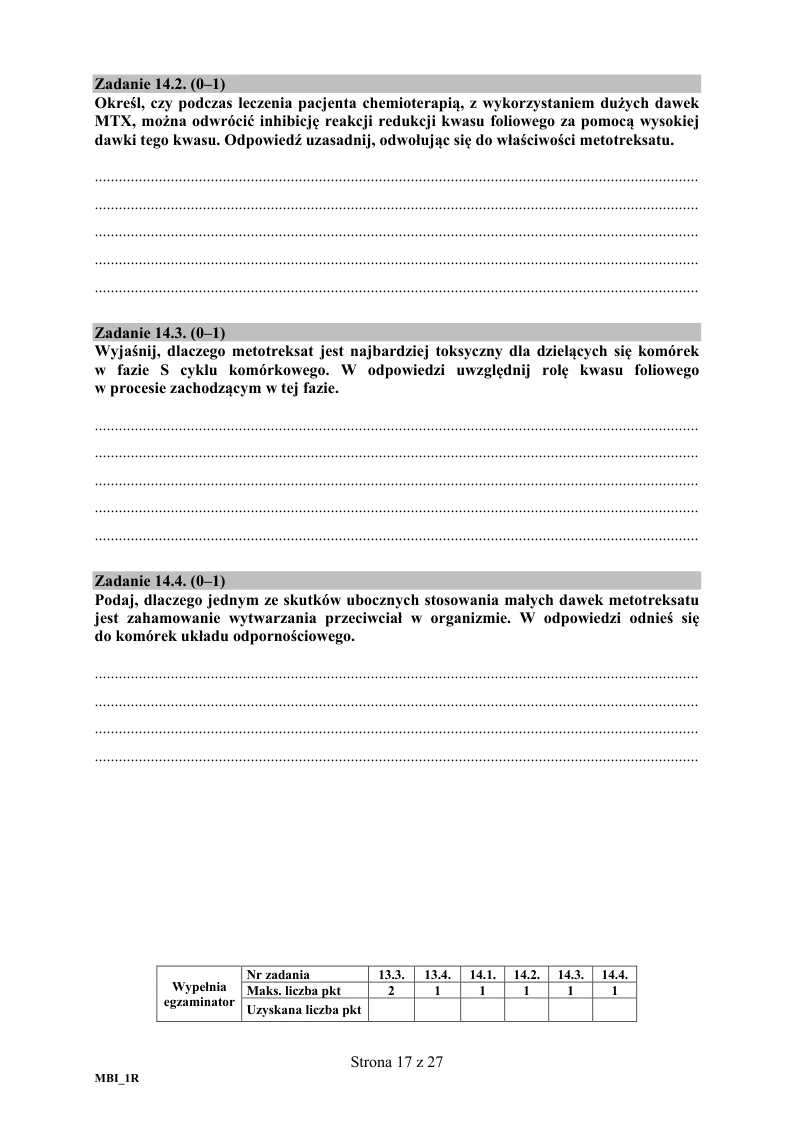 Zadanie 14.2. (0–1)
Określ, czy podczas leczenia pacjenta chemioterapią, z wykorzystaniem dużych dawek
MTX, można odwrócić inhibicję reakcji redukcji kwasu foliowego za pomocą wysokiej
dawki tego kwasu. Odpowiedź uzasadnij, odwołując się do właściwości metotreksatu.
Zadanie 14.3. (0–1)
Wyjaśnij, dlaczego metotreksat jest najbardziej toksyczny dla dzielących się komórek
w fazie S cyklu komórkowego. W odpowiedzi uwzględnij rolę kwasu foliowego
w procesie zachodzącym w tej fazie.
Zadanie 14.4. (0–1)
Podaj, dlaczego jednym ze skutków ubocznych stosowania małych dawek metotreksatu
jest zahamowanie wytwarzania przeciwciał w organizmie. W odpowiedzi odnieś się
do komórek układu odpornościowego.
Wypełnia
egzaminator
Nr zadania 13.3. 13.4. 14.1. 14.2. 14.3. 14.4.
Maks. liczba pkt 2 1 1 1 1 1
Uzyskana liczba pkt
Strona 17 z 27
MBI_1R